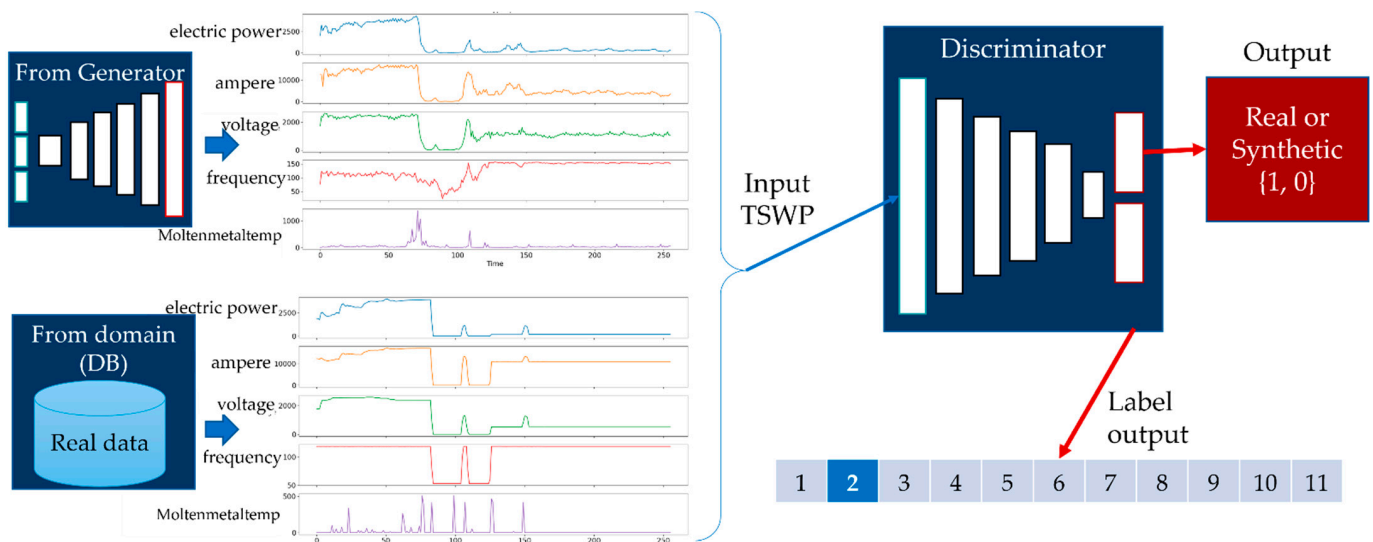 From Generator
electric power
2500
0
ampere
10000
0
voltage
2000
0
frequency
150
100
50
Moltenmetaltemp
1000
0
0
50
100
150
200
250
Time
From domain
(DB)
Real data
electric power
2500
0
ampere
10000
0
voltage
2000
0
frequency
100
50
Moltenmetaltemp
500
0
0
50
100
150
200
250
Input
TSWP
Discriminator
Output
Real or
Synthetic
{1, 0}
Label
output
1 2 3 4 5 6 7 8 9 10 11